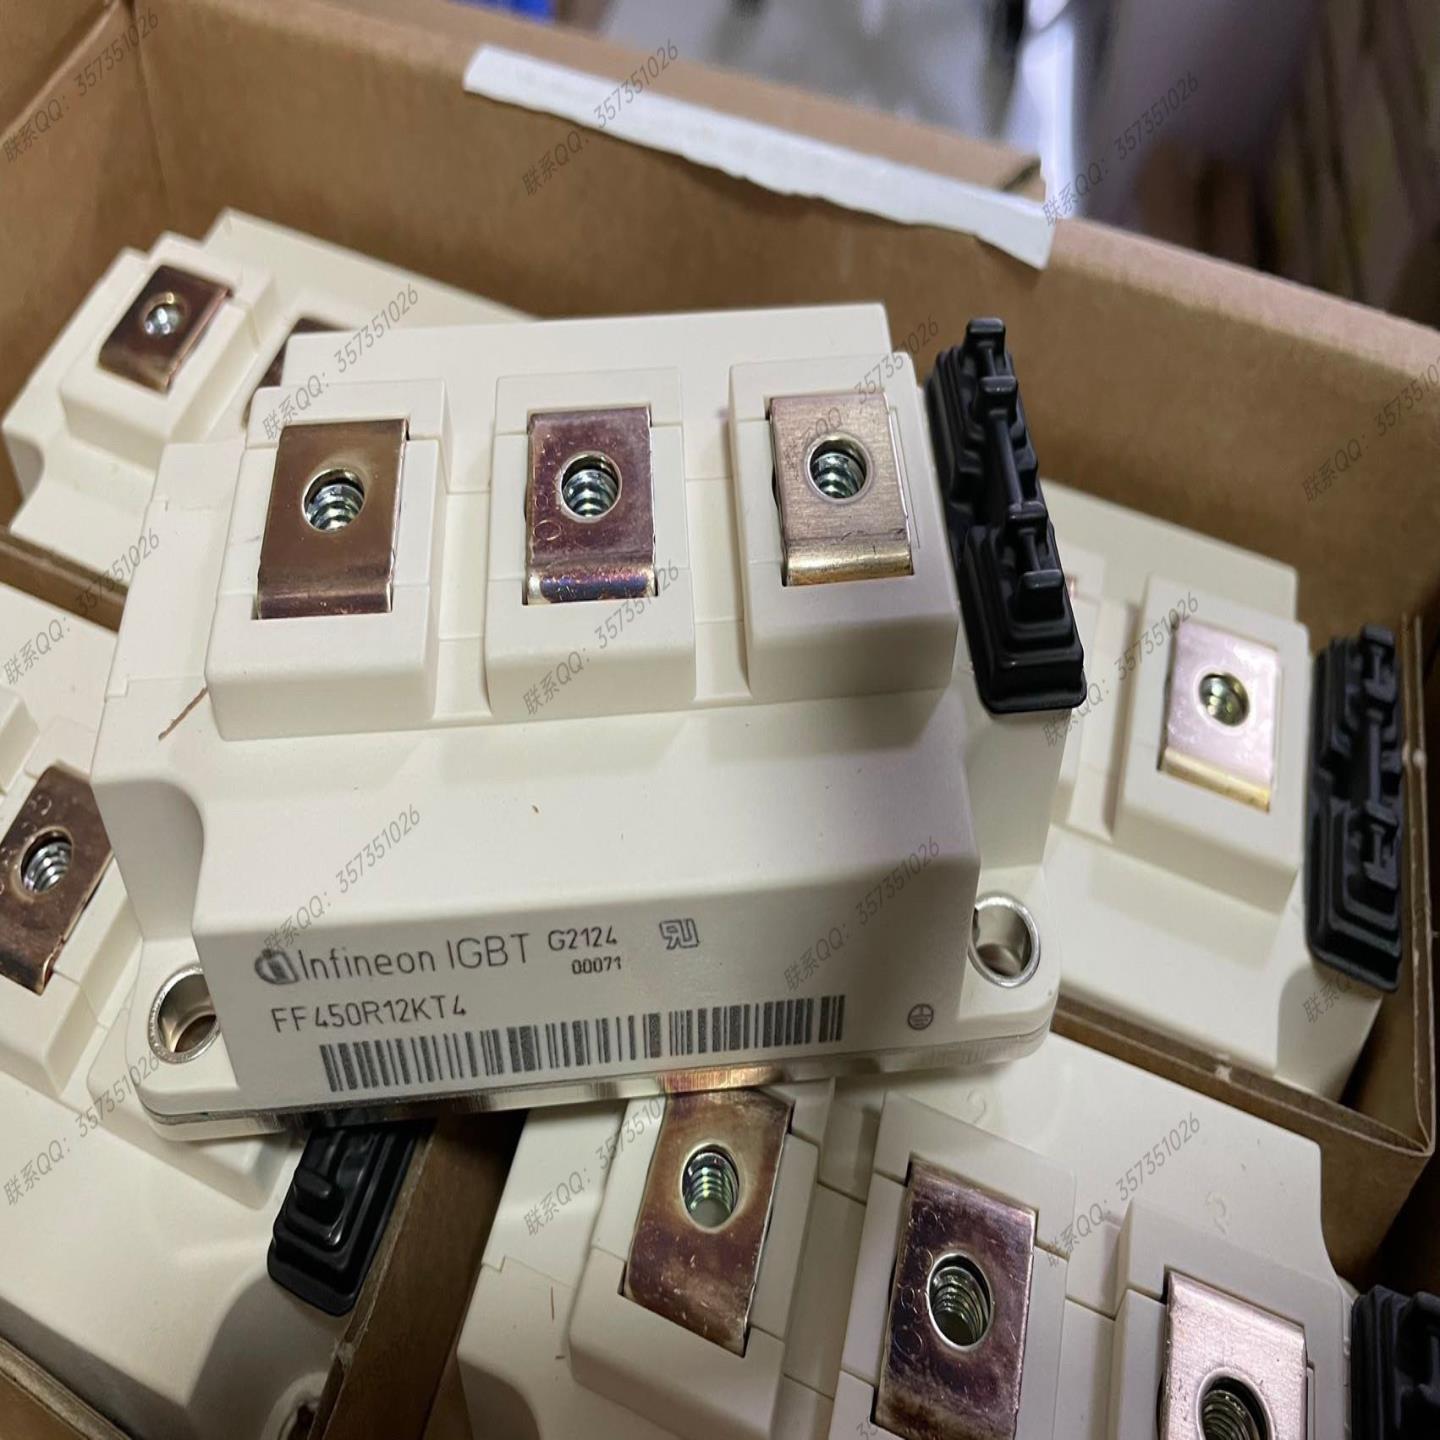 Infineon IGBT G2124
00071
FF450R12KT4
联系QQ: 357351026